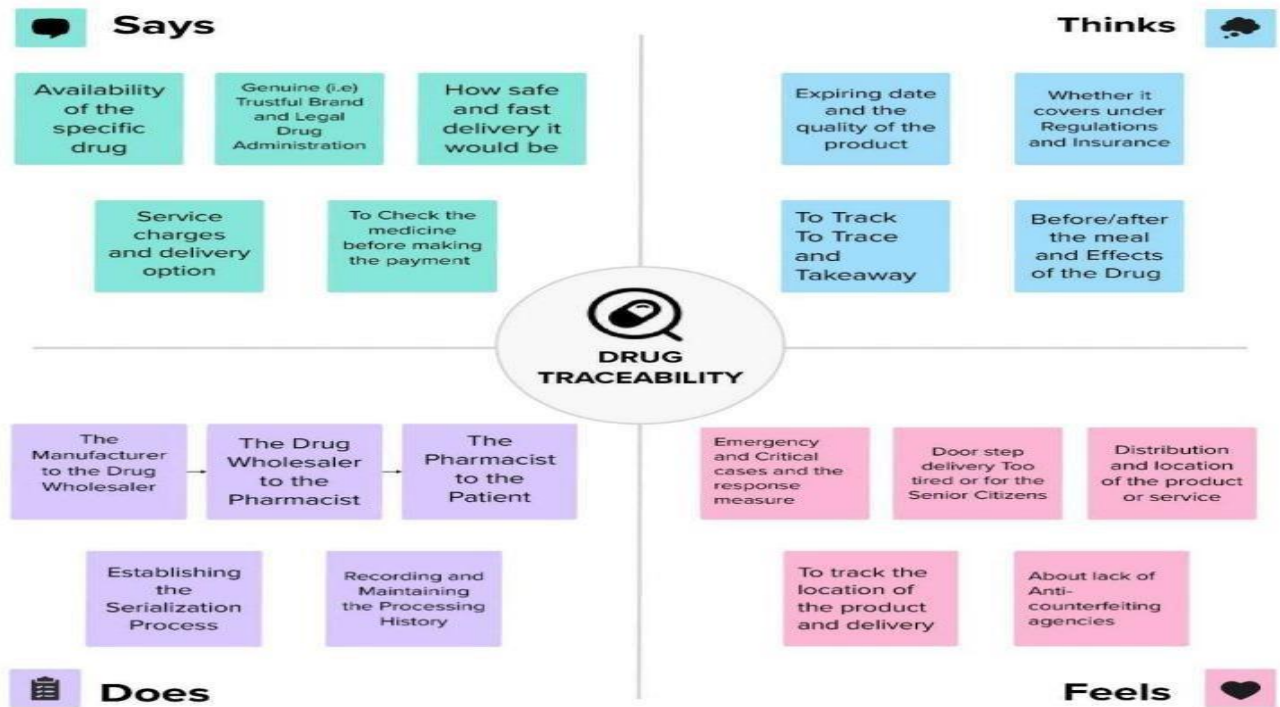 Says
Thinks
Availability
of the
specific
drug
Genuine (i.e)
Trustful Brand
and Legal
Drug
Administration
How safe
and fast
delivery it
would be
Service
charges
and delivery
option
To Check the
medicine
before making
the payment
Expiring date
and the
quality of the
product
Whether it
covers under
Regulations
and Insurance
To Track
To Trace
and
Takeaway
Before/after
the meal
and Effects
of the Drug
DRUG
TRACEABILITY
The
Manufacturer
to the Drug
Wholesaler
The Drug
Wholesaler
to the
Pharmacist
The
Pharmacist
to the
Patient
Establishing
the
Serialization
Process
Recording and
Maintaining
the Processing
History
Emergency
and Critical
cases and the
response
measure
Door step
delivery Too
tired or for the
Senior Citizens
Distribution
and location
of the product
or service
To track the
location of
the product
and delivery
About lack of
Anti-
counterfeiting
agencies
Does
Feels